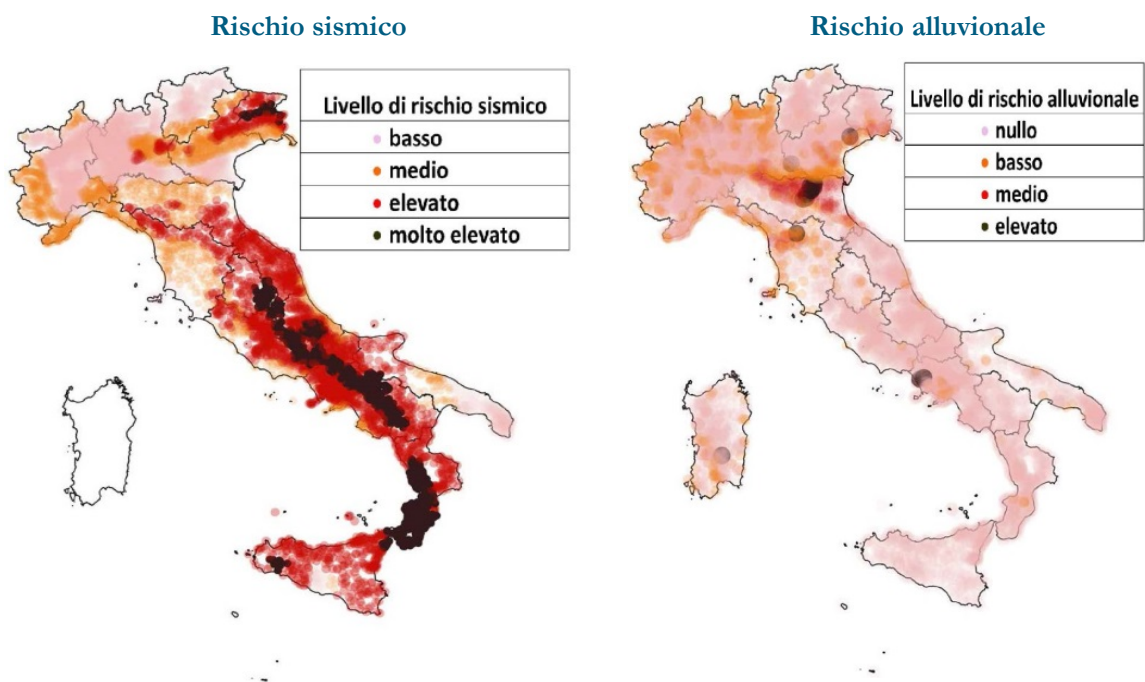 Rischio sismico
Livello di rischio sismico
basso
medio
elevato
molto elevato
Rischio alluvionale
Livello di rischio alluvionale
nullo
basso
medio
elevato